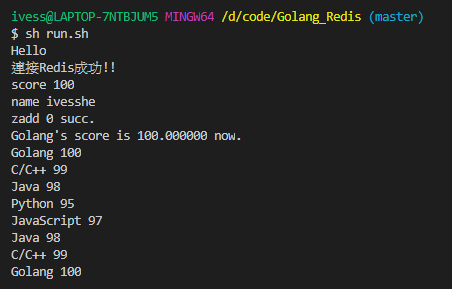 ivess@LAPTOP-7NTBJUM5 MINGW64 /d/code/Golang_Redis (master)
$ sh run.sh
Hello
連接Redis成功!!
score 100
name ivesshe
zadd 0 succ.
Golang's score is 100.000000 now.
Golang 100
C/C++ 99
Java 98
Python 95
JavaScript 97
Java 98
C/C++ 99
Golang 100